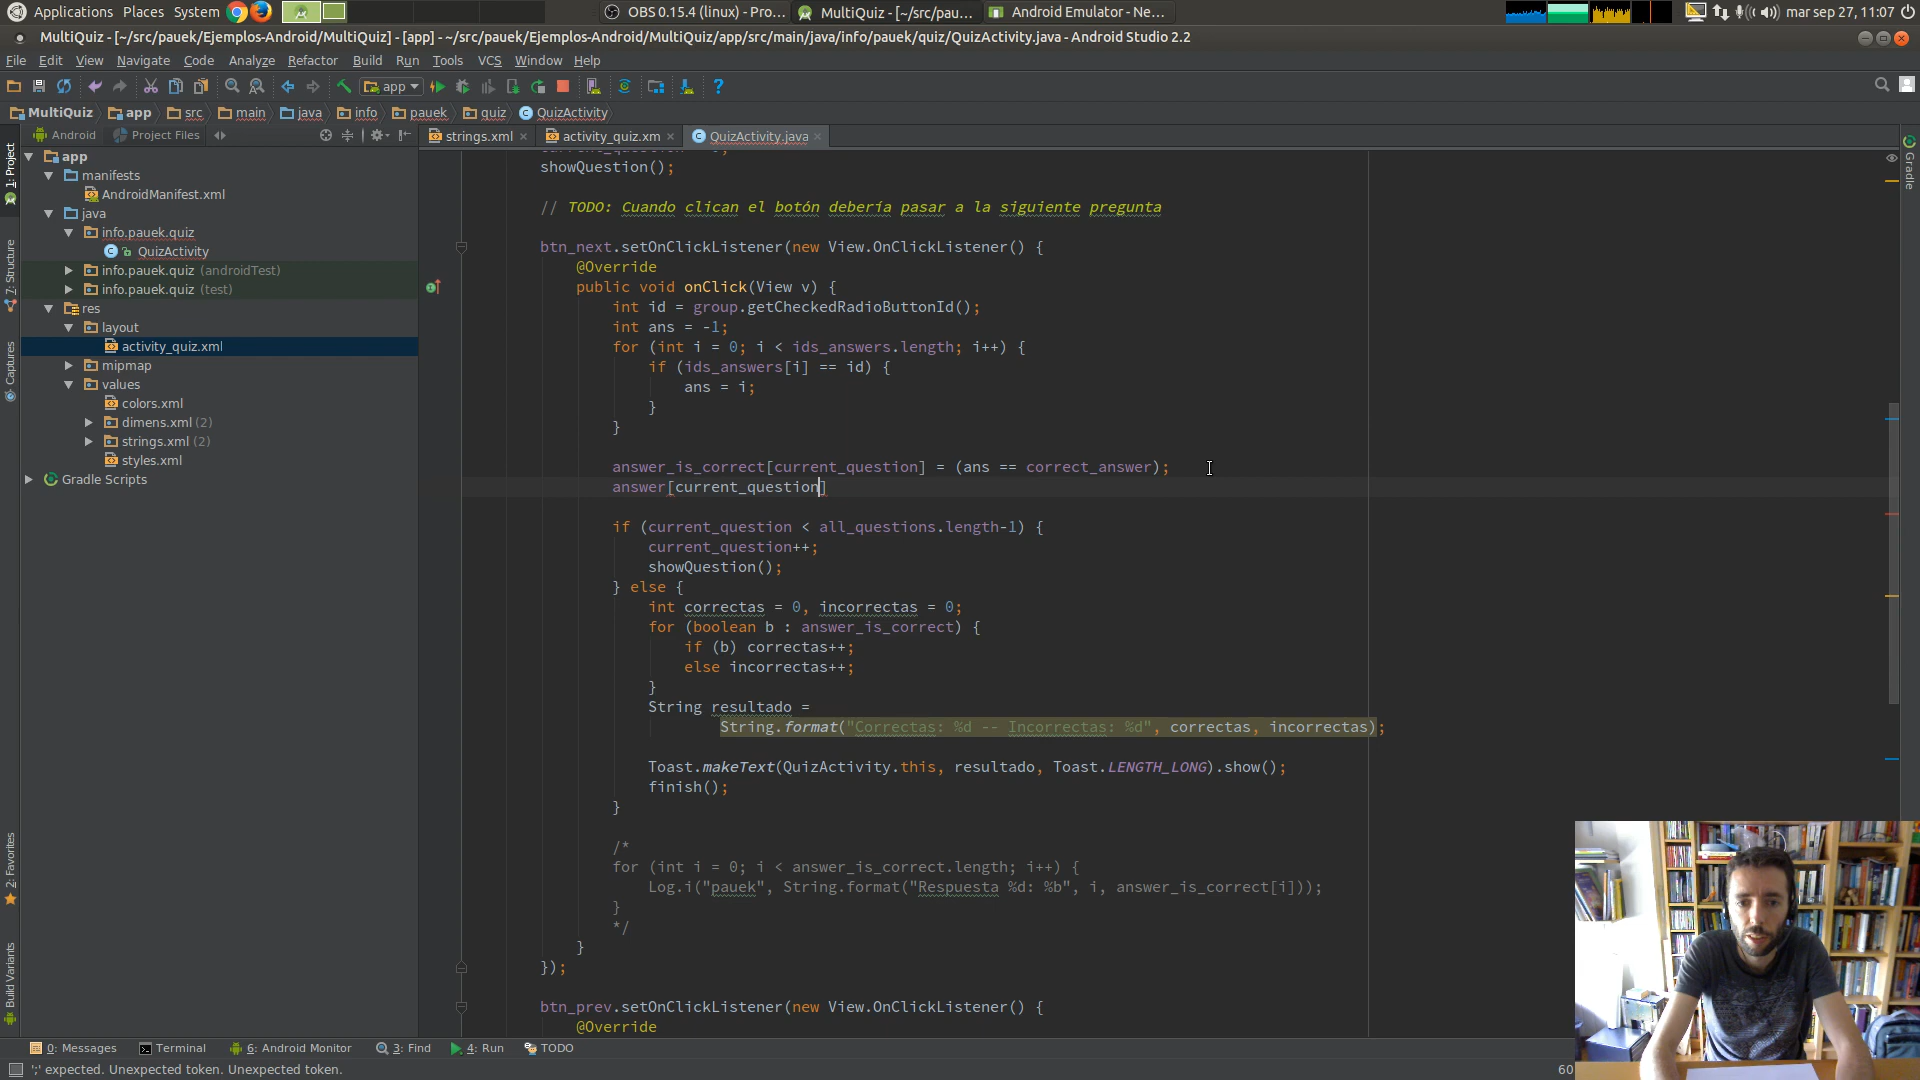 Applications Places System
OBS 0.15.4 (linux) - Pro... MultiQuiz - [~/src/pau... Android Emulator - Ne...
mar sep 27, 11:07
MultiQuiz - [~/src/pauek/Ejemplos-Android/MultiQuiz] - [app] - ~/src/pauek/Ejemplos-Android/MultiQuiz/app/src/main/java/info/pauek/quiz/QuizActivity.java - Android Studio 2.2
File Edit View Navigate Code Analyze Refactor Build Run Tools VCS Window Help
app
MultiQuiz app src main java info pauek quiz QuizActivity
Android Project Files
strings.xml activity_quiz.xm QuizActivity.java
1: Project
7: Structure
Captures
2: Favorites
Build Variants
Gradle
app
manifests
AndroidManifest.xml
java
info.pauek.quiz
QuizActivity
info.pauek.quiz (androidTest)
info.pauek.quiz (test)
res
layout
activity_quiz.xml
mipmap
values
colors.xml
dimens.xml (2)
strings.xml (2)
styles.xml
Gradle Scripts
showQuestion();
// TODO: Cuando clican el botón debería pasar a la siguiente pregunta
btn_next.setOnClickListener(new View.OnClickListener() {
@Override
public void onClick(View v) {
int id = group.getCheckedRadioButtonId();
int ans = -1;
for (int i = 0; i < ids_answers.length; i++) {
if (ids_answers[i] == id) {
ans = i;
}
}
answer_is_correct[current_question] = (ans == correct_answer);
answer[current_question]
if (current_question < all_questions.length-1) {
current_question++;
showQuestion();
} else {
int correctas = 0, incorrectas = 0;
for (boolean b : answer_is_correct) {
if (b) correctas++;
else incorrectas++;
}
String resultado =
String.format("Correctas: %d -- Incorrectas: %d", correctas, incorrectas);
Toast.makeText(QuizActivity.this, resultado, Toast.LENGTH_LONG).show();
finish();
}
/*
for (int i = 0; i < answer_is_correct.length; i++) {
Log.i("pauek", String.format("Respuesta %d: %b", i, answer_is_correct[i]));
}
*/
}
});
btn_prev.setOnClickListener(new View.OnClickListener() {
@Override
0: Messages Terminal 6: Android Monitor 3: Find 4: Run TODO
';' expected. Unexpected token. Unexpected token.
60